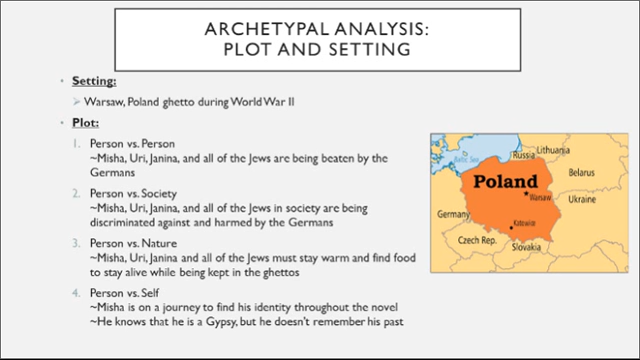 ARCHETYPAL ANALYSIS:
PLOT AND SETTING
Setting:
Warsaw, Poland ghetto during World War II
Plot:
1. Person vs. Person
~Misha, Uri, Janina, and all of the Jews are being beaten by the
Germans
2. Person vs. Society
~Misha, Uri, Janina, and all of the Jews in society are being
discriminated against and harmed by the Germans
3. Person vs. Nature
~Misha, Uri, Janina and all of the Jews must stay warm and find food
to stay alive while being kept in the ghettos
4. Person vs. Self
~Misha is on a journey to find his identity throughout the novel
~He knows that he is a Gypsy, but he doesn't remember his past
Baltic Sea
Russia
Lithuania
Belarus
Poland
Warsaw
Ukraine
Germany
Katowice
Czech Rep.
Slovakia